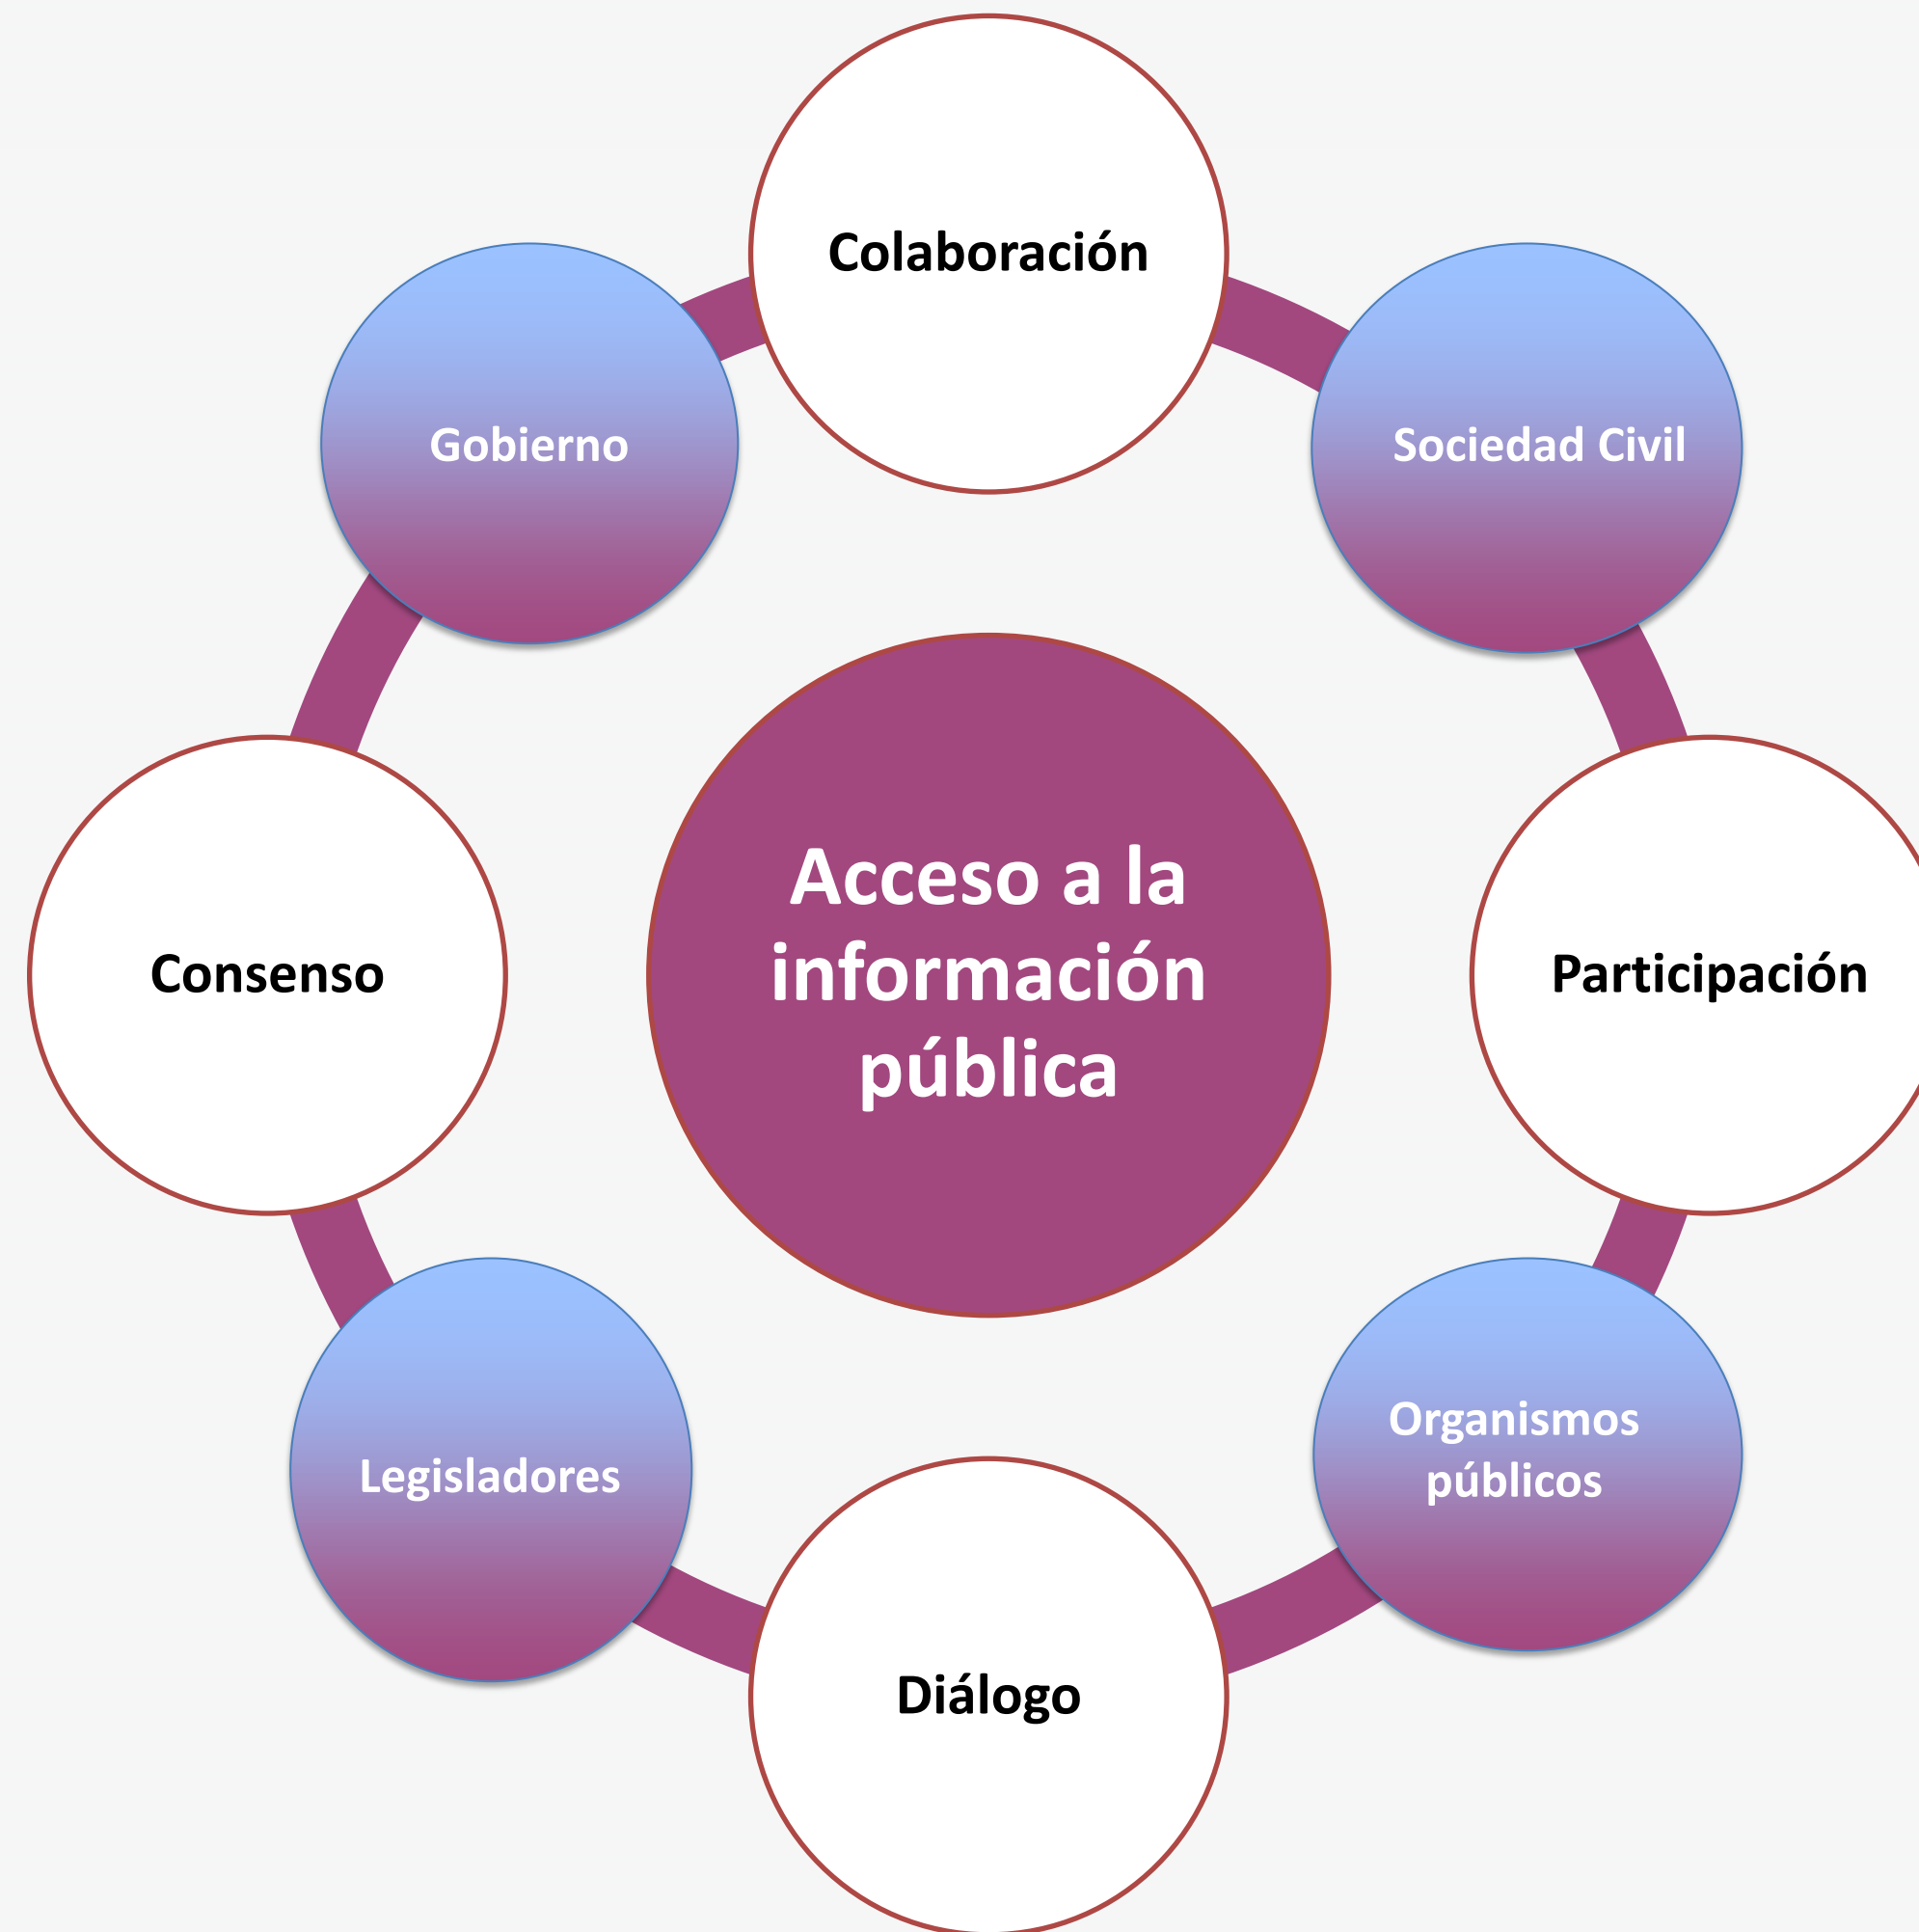 Colaboración
Gobierno
Sociedad Civil
Acceso a la
información
pública
Consenso
Participación
Organismos
públicos
Legisladores
Diálogo